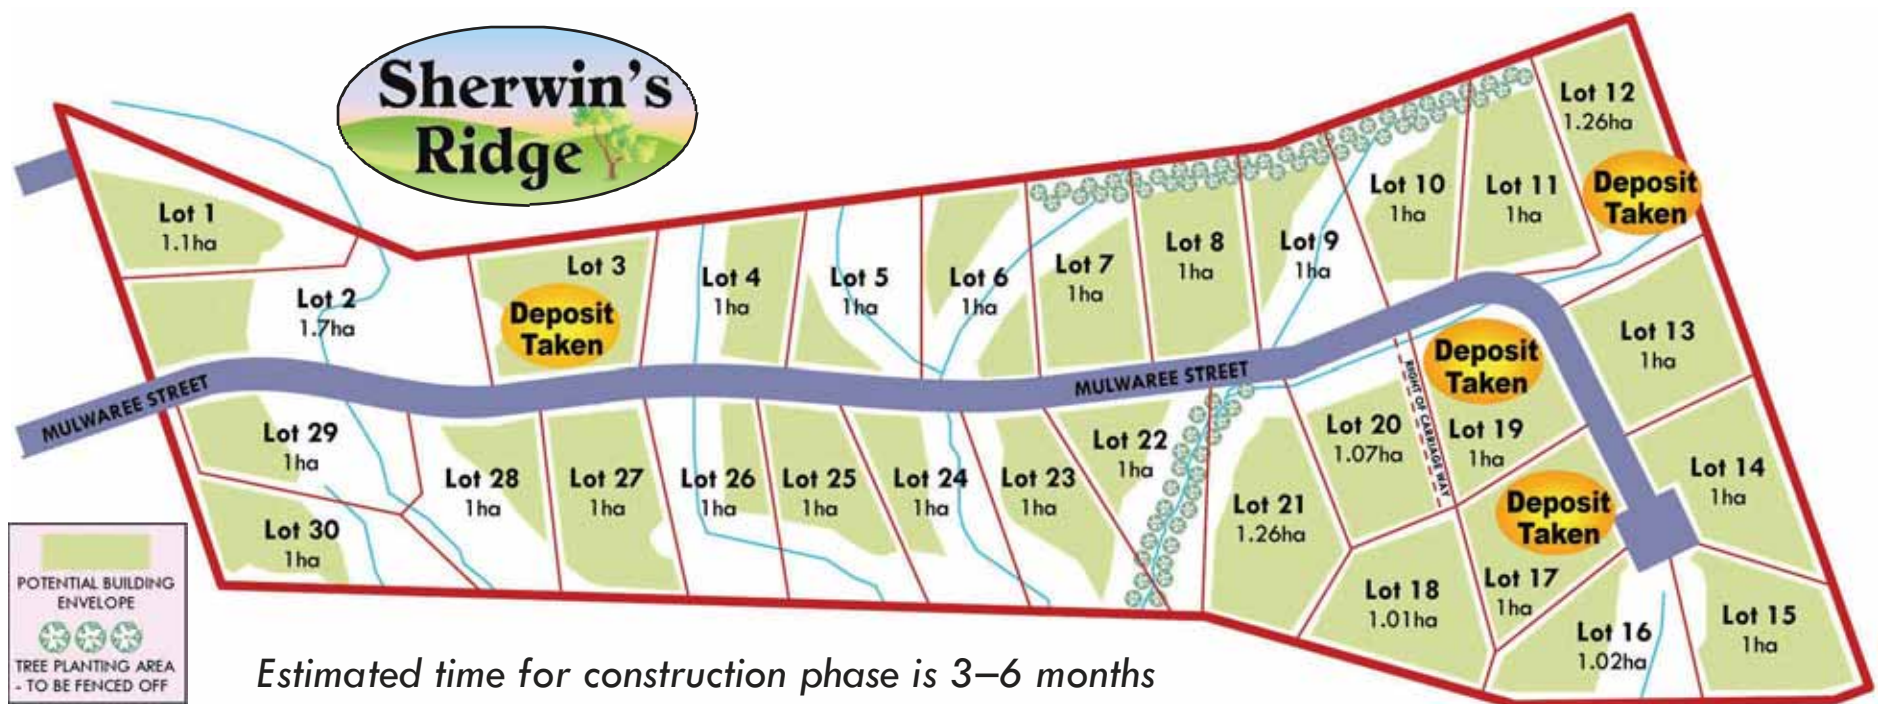 Sherwin's
Ridge
Lot 1
1.1ha
Lot 2
1.7ha
Lot 3
Deposit
Taken
Lot 4
1ha
Lot 5
1ha
Lot 6
1ha
Lot 7
1ha
Lot 8
1ha
Lot 9
1ha
Lot 10
1ha
Lot 11
1ha
Lot 12
1.26ha
Deposit
Taken
Lot 13
1ha
Lot 14
1ha
Lot 15
1ha
Lot 16
1.02ha
Lot 17
1ha
Deposit
Taken
Lot 18
1.01ha
Deposit
Taken
Lot 19
1ha
RIGHT OF CARRIAGE WAY
Lot 20
1.07ha
Lot 21
1.26ha
Lot 22
1ha
Lot 23
1ha
Lot 24
1ha
Lot 25
1ha
Lot 26
1ha
Lot 27
1ha
Lot 28
1ha
Lot 29
1ha
Lot 30
1ha
MULWAREE STREET
MULWAREE STREET
POTENTIAL BUILDING
ENVELOPE
TREE PLANTING AREA
- TO BE FENCED OFF
Estimated time for construction phase is 3–6 months